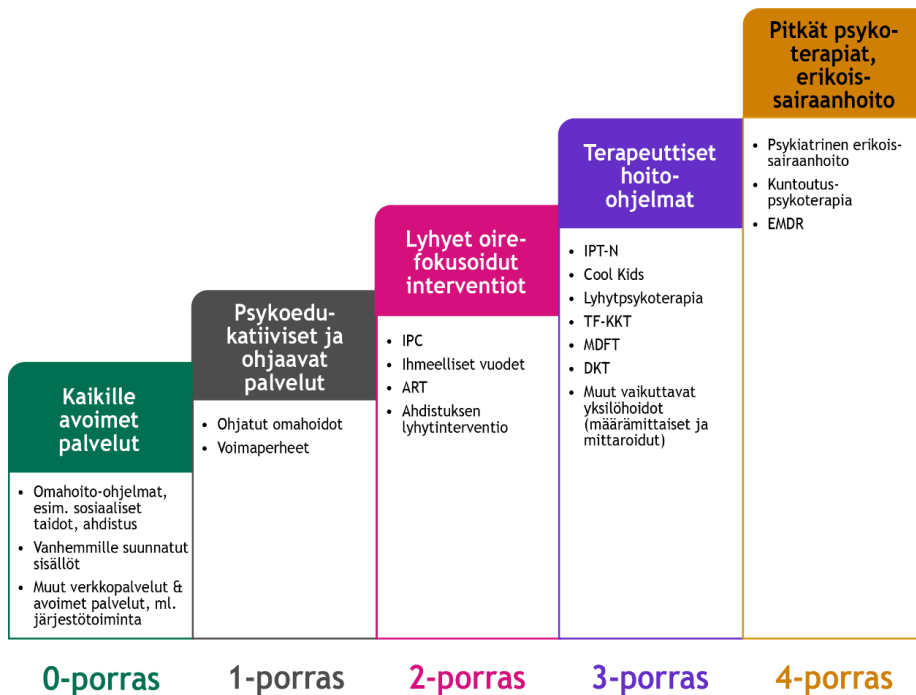 Kaikille
avoimet
palvelut
• Omahoito-ohjelmat,
esim. sosiaaliset
taidot, ahdistus
• Vanhemmille suunnatut
sisällöt
• Muut verkkopalvelut &
avoimet palvelut, ml.
järjestötoiminta
0-porras
Psykoedu-
katiiviset ja
ohjaavat
palvelut
• Ohjatut omahoidot
• Voimaperheet
1-porras
Lyhyet oire-
fokusoidut
interventiot
• IPC
• Ihmeelliset vuodet
• ART
• Ahdistuksen
lyhytinterventio
2-porras
Terapeuttiset
hoito-
ohjelmat
• IPT-N
• Cool Kids
• Lyhytpsykoterapia
• TF-KKT
• MDFT
• DKT
• Muut vaikuttavat
yksilöhoidot
(määrämittaiset ja
mittaroidut)
3-porras
Pitkät psyko-
terapiat,
erikois-
sairaanhoito
• Psykiatrinen erikois-
sairaanhoito
• Kuntoutus-
psykoterapia
• EMDR
4-porras